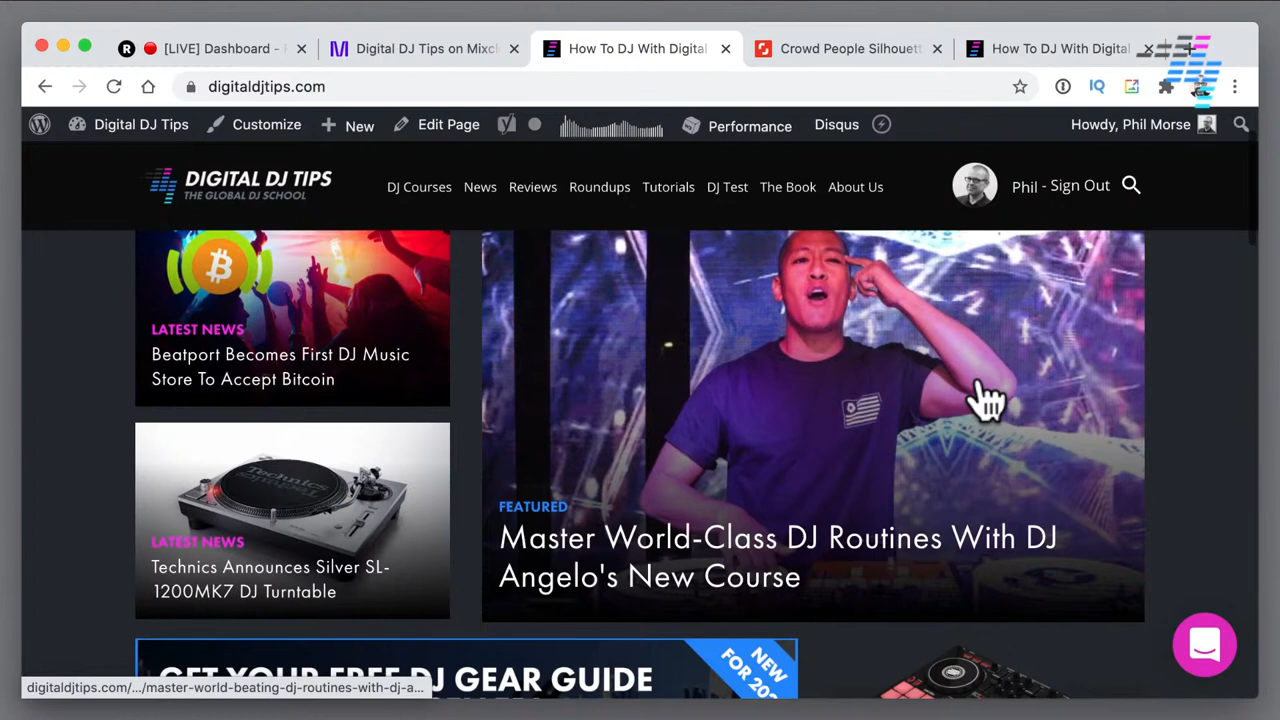 [LIVE] Dashboard
Digital DJ Tips on Mixcl
How To DJ With Digital
Crowd People Silhouett
How To DJ With Digital
digitaldjtips.com
IQ
Digital DJ Tips
Customize
New
Edit Page
Performance
Disqus
Howdy, Phil Morse
DIGITAL DJ TIPS
THE GLOBAL DJ SCHOOL
DJ Courses
News
Reviews
Roundups
Tutorials
DJ Test
The Book
About Us
Phil - Sign Out
LATEST NEWS
Beatport Becomes First DJ Music
Store To Accept Bitcoin
Technics
LATEST NEWS
Technics Announces Silver SL-
1200MK7 DJ Turntable
FEATURED
Master World-Class DJ Routines With DJ
Angelo's New Course
GET YOUR FREE DJ GEAR GUIDE
NEW
FOR 20
digitaldjtips.com/.../master-world-beating-dj-routines-with-dj-a...